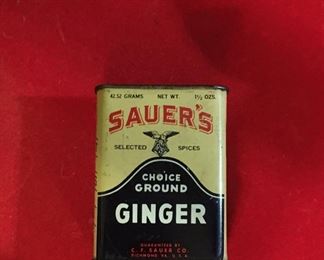 42.52 GRAMS NET WT. 1½ OZS.
SAUER'S
SELECTED SPICES
CHOICE
GROUND
GINGER
GUARANTEED BY
C. F. SAUER CO.
RICHMOND, VA., U.S.A.